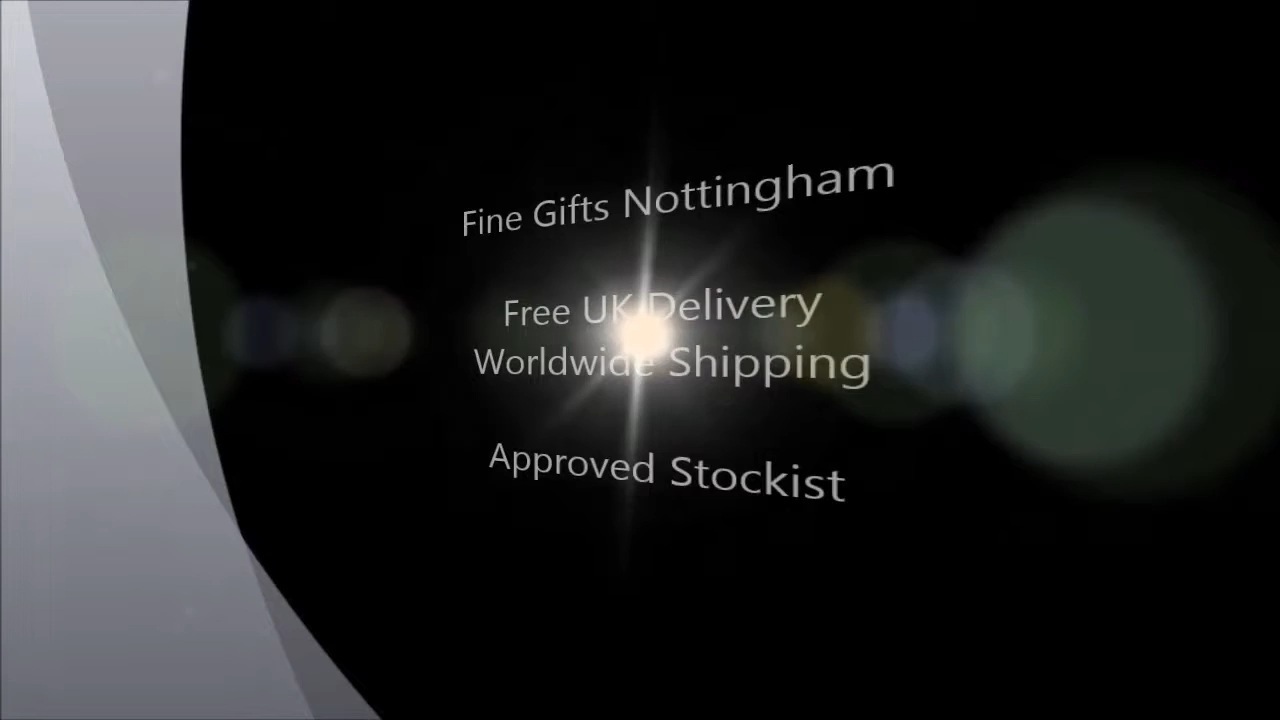 Fine Gifts Nottingham
Free UK Delivery
Worldwide Shipping
Approved Stockist